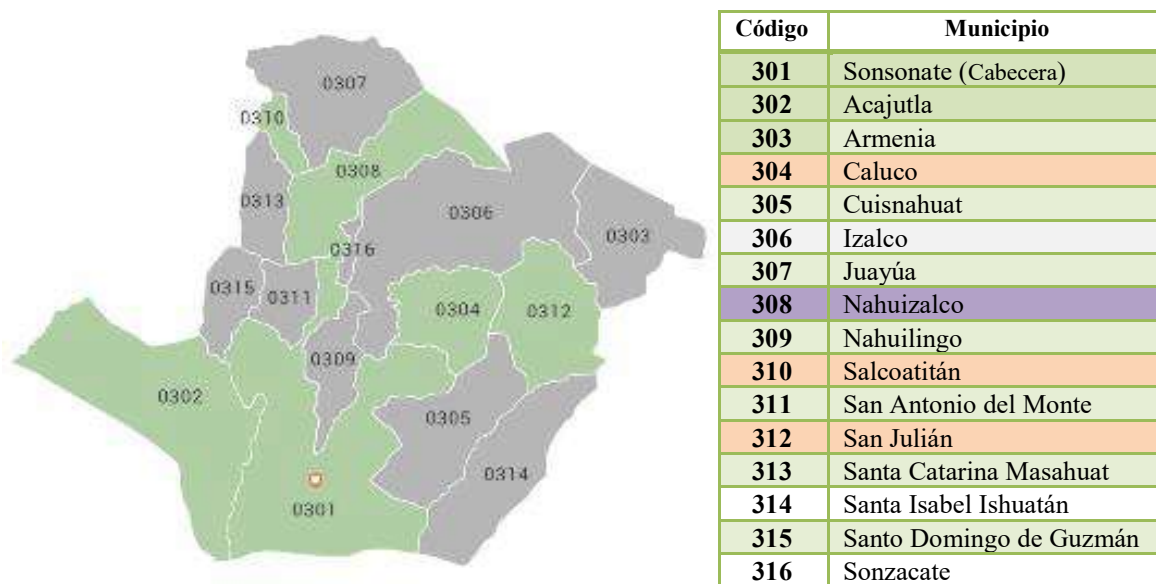 0307
0310
0308
0313
0306
0303
0316
0315
0311
0304
0312
0309
0302
0305
0314
0301
Código Municipio
301 Sonsonate (Cabecera)
302 Acajutla
303 Armenia
304 Caluco
305 Cuisnahuat
306 Izalco
307 Juayúa
308 Nahuizalco
309 Nahuilingo
310 Salcoatitán
311 San Antonio del Monte
312 San Julián
313 Santa Catarina Masahuat
314 Santa Isabel Ishuatán
315 Santo Domingo de Guzmán
316 Sonzacate